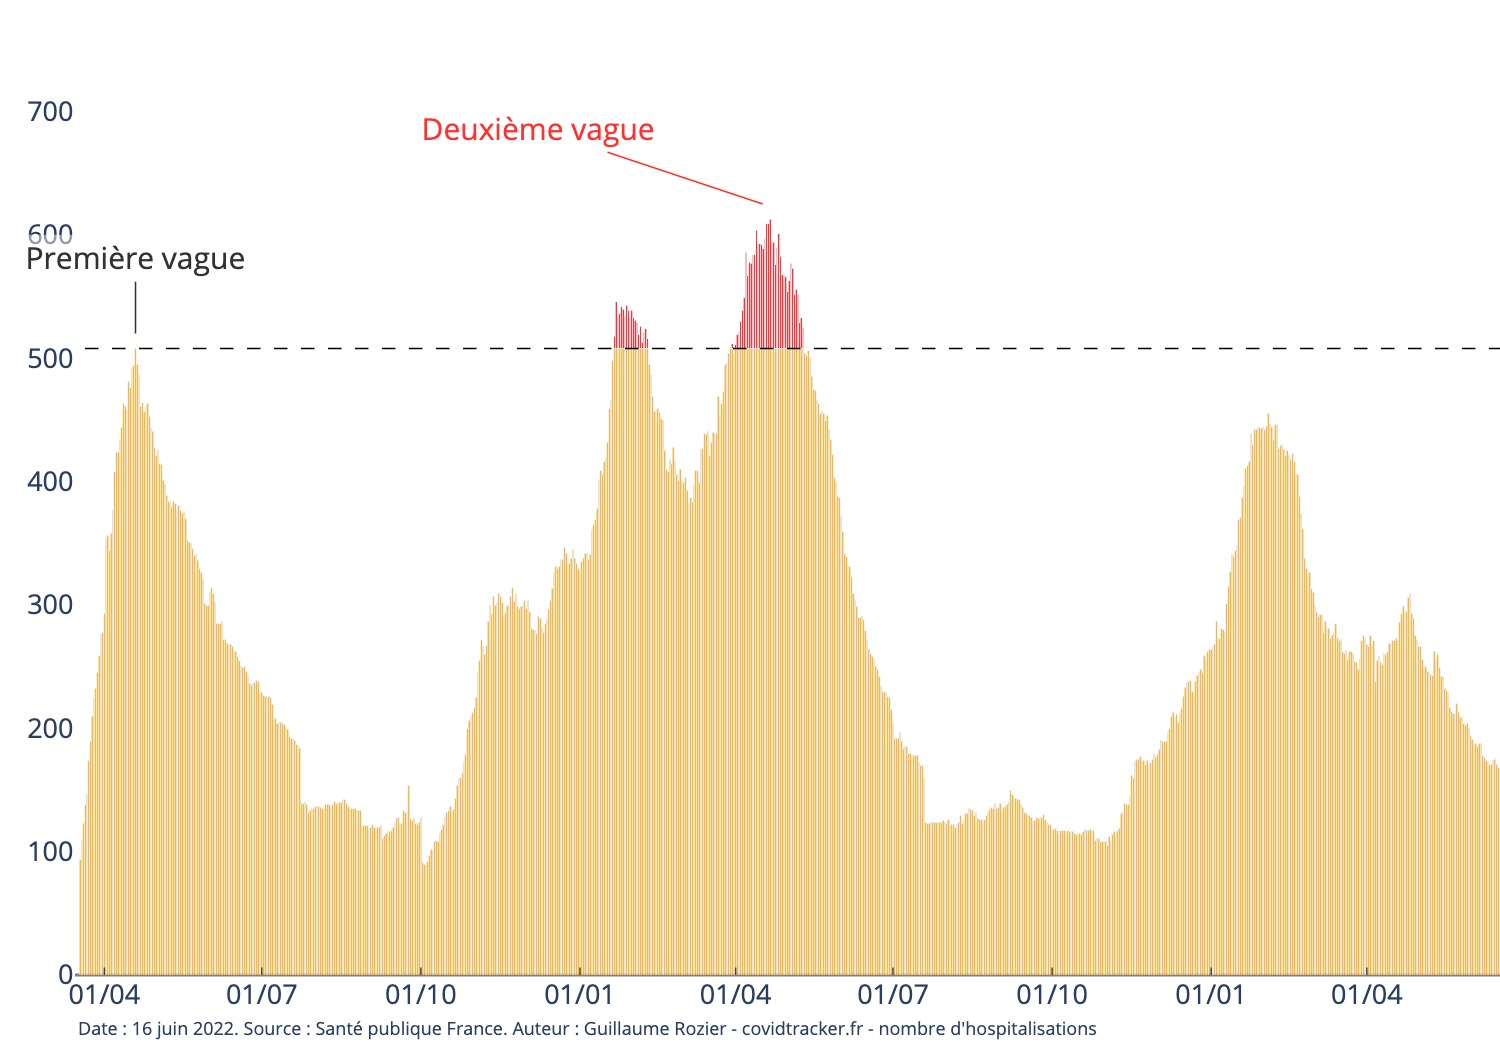 700
Deuxième vague
600
Première vague
500
400
300
200
100
0
01/04 01/07 01/10 01/01 01/04 01/07 01/10 01/01 01/04
Date : 16 juin 2022. Source : Santé publique France. Auteur : Guillaume Rozier - covidtracker.fr - nombre d'hospitalisations